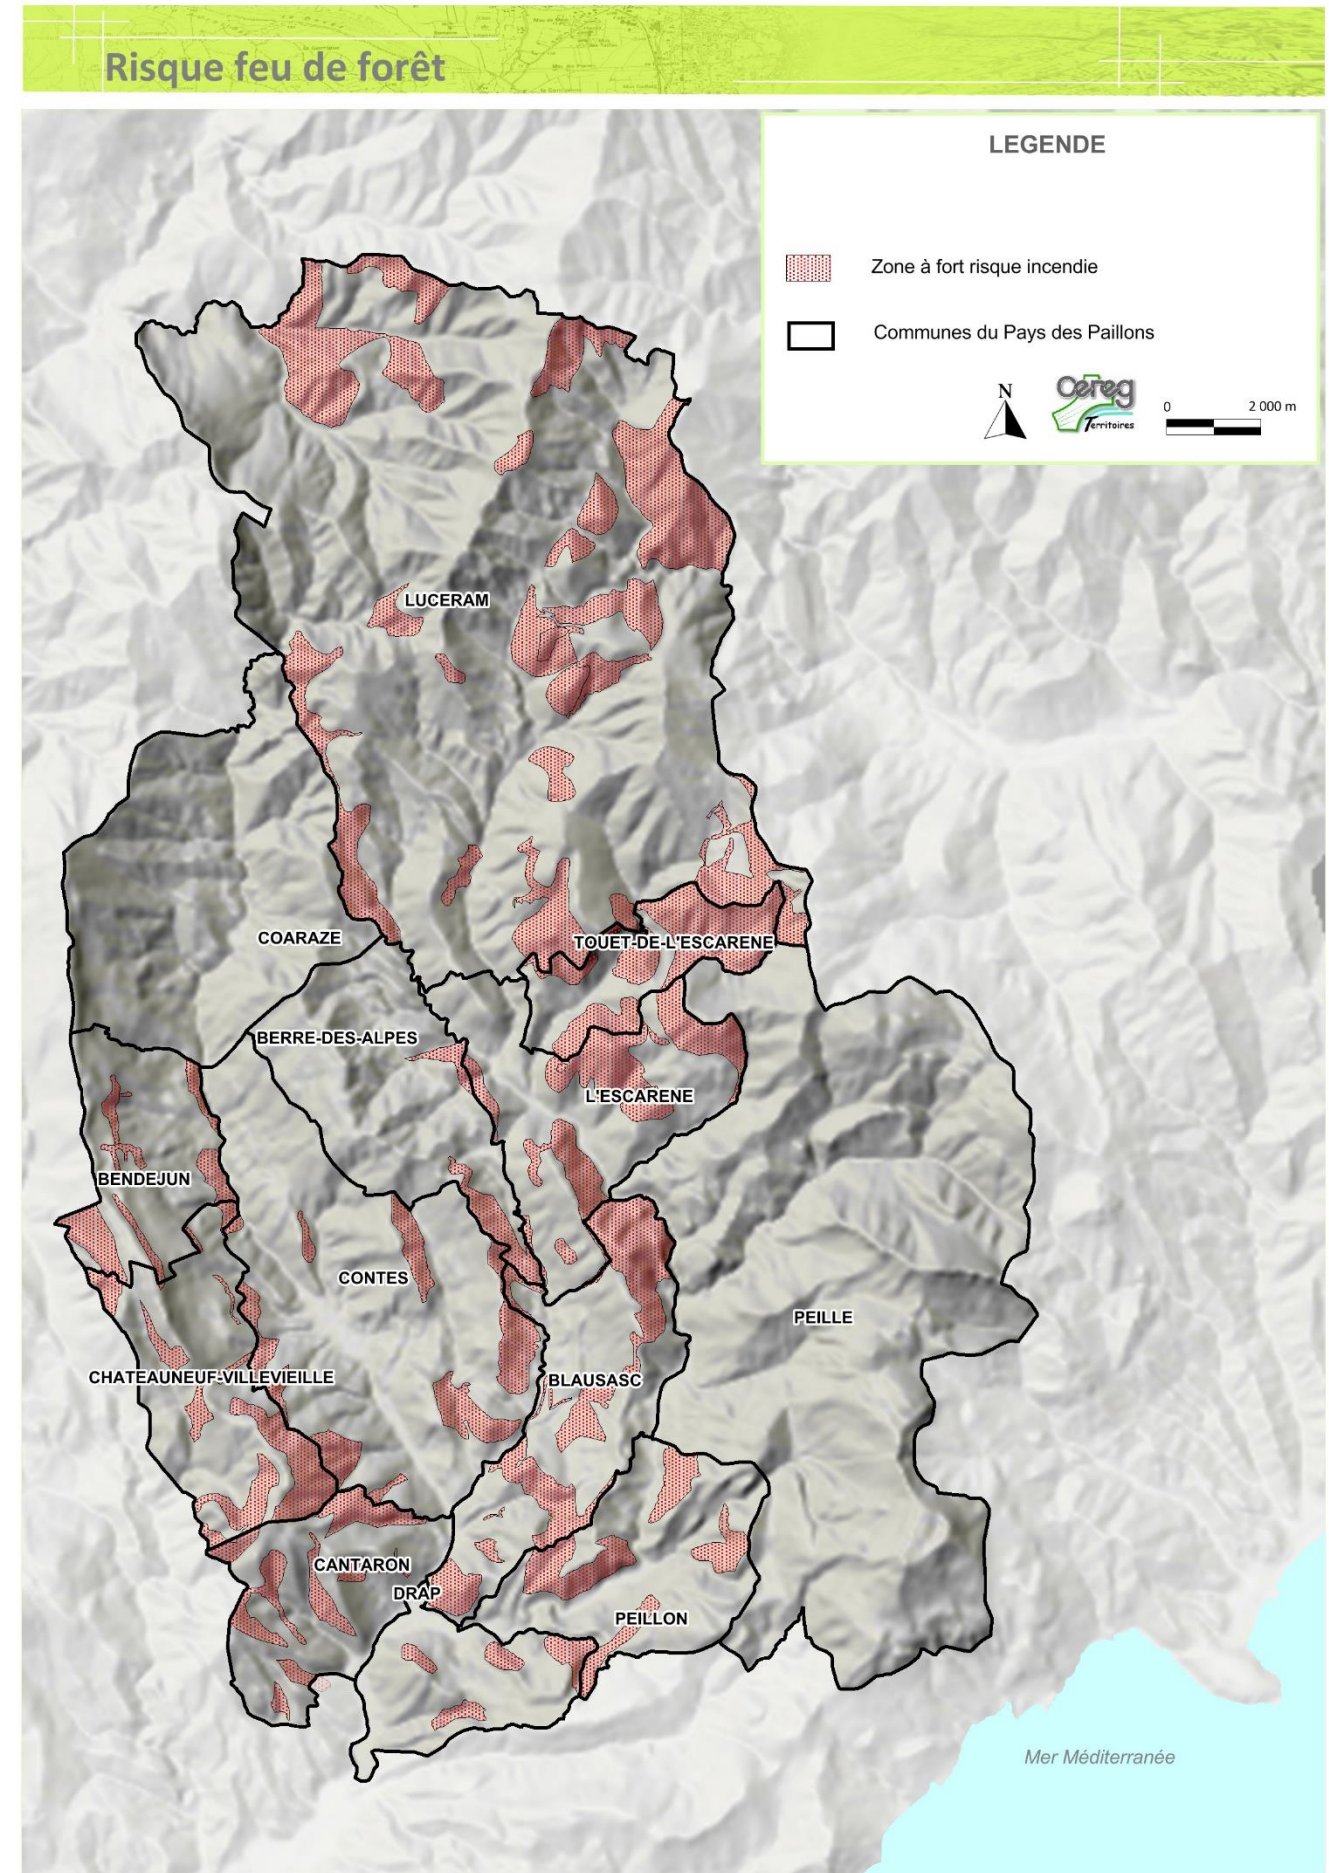 Risque feu de forêt
LEGENDE
Zone à fort risque incendie
Communes du Pays des Paillons
N
Cereg
Territoires
0 2 000 m
LUCERAM
COARAZE
TOUET-DE-L'ESCARENE
BERRE-DES-ALPES
L'ESCARENE
BENDEJUN
CONTES
PEILLE
CHATEAUNEUF-VILLEVIEILLE
BLAUSASC
CANTARON
DRAP
PEILLON
Mer Méditerranée